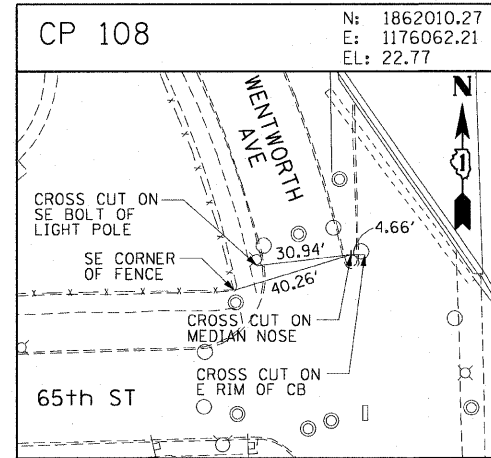 CP 108
N: 1862010.27
E: 1176062.21
EL: 22.77
N
1
WENTWORTH
AVE
CROSS CUT ON
SE BOLT OF
LIGHT POLE
4.66'
30.94'
SE CORNER
OF FENCE
40.26'
CROSS CUT ON
MEDIAN NOSE
CROSS CUT ON
E RIM OF CB
65th ST